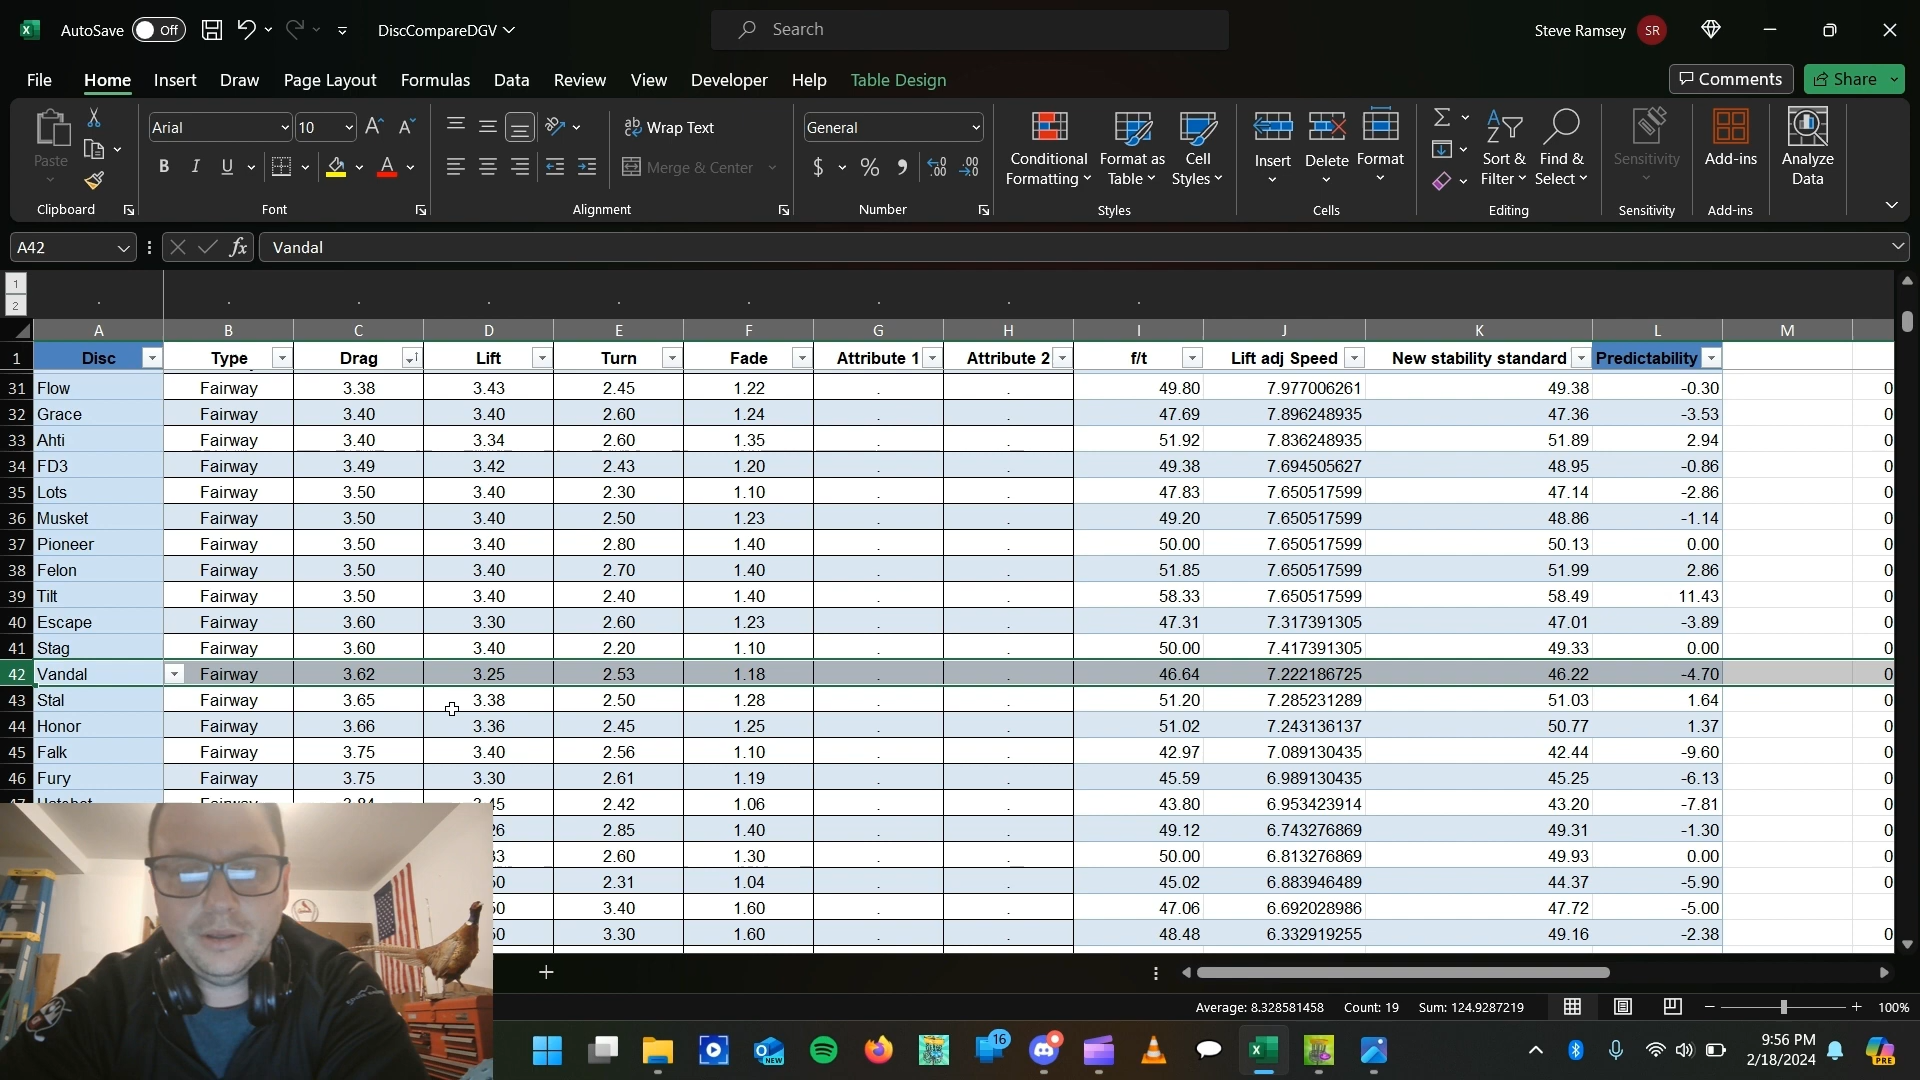 AutoSave Off DiscCompareDGV Search Steve Ramsey SR
File Home Insert Draw Page Layout Formulas Data Review View Developer Help Table Design Comments Share
Paste Arial 10 Wrap Text General Conditional Formatting Format as Table Cell Styles Insert Delete Format Sort & Filter Find & Select Sensitivity Add-ins Analyze Data
B I U Merge & Center $ %
Clipboard Font Alignment Number Styles Cells Editing Sensitivity Add-ins
A42 fx Vandal
1
2
A B C D E F G H I J K L M
1 Disc Type Drag Lift Turn Fade Attribute 1 Attribute 2 f/t Lift adj Speed New stability standard Predictability
31 Flow Fairway 3.38 3.43 2.45 1.22 . . 49.80 7.977006261 49.38 -0.30 0
32 Grace Fairway 3.40 3.40 2.60 1.24 . . 47.69 7.896248935 47.36 -3.53 0
33 Ahti Fairway 3.40 3.34 2.60 1.35 . . 51.92 7.836248935 51.89 2.94 0
34 FD3 Fairway 3.49 3.42 2.43 1.20 . . 49.38 7.694505627 48.95 -0.86 0
35 Lots Fairway 3.50 3.40 2.30 1.10 . . 47.83 7.650517599 47.14 -2.86 0
36 Musket Fairway 3.50 3.40 2.50 1.23 . . 49.20 7.650517599 48.86 -1.14 0
37 Pioneer Fairway 3.50 3.40 2.80 1.40 . . 50.00 7.650517599 50.13 0.00 0
38 Felon Fairway 3.50 3.40 2.70 1.40 . . 51.85 7.650517599 51.99 2.86 0
39 Tilt Fairway 3.50 3.40 2.40 1.40 . . 58.33 7.650517599 58.49 11.43 0
40 Escape Fairway 3.60 3.30 2.60 1.23 . . 47.31 7.317391305 47.01 -3.89 0
41 Stag Fairway 3.60 3.40 2.20 1.10 . . 50.00 7.417391305 49.33 0.00 0
42 Vandal Fairway 3.62 3.25 2.53 1.18 . . 46.64 7.222186725 46.22 -4.70 0
43 Stal Fairway 3.65 3.38 2.50 1.28 . . 51.20 7.285231289 51.03 1.64 0
44 Honor Fairway 3.66 3.36 2.45 1.25 . . 51.02 7.243136137 50.77 1.37 0
45 Falk Fairway 3.75 3.40 2.56 1.10 . . 42.97 7.089130435 42.44 -9.60 0
46 Fury Fairway 3.75 3.30 2.61 1.19 . . 45.59 6.989130435 45.25 -6.13 0
2.42 1.06 . . 43.80 6.953423914 43.20 -7.81 0
2.85 1.40 . . 49.12 6.743276869 49.31 -1.30 0
2.60 1.30 . . 50.00 6.813276869 49.93 0.00 0
2.31 1.04 . . 45.02 6.883946489 44.37 -5.90 0
3.40 1.60 . . 47.06 6.692028986 47.72 -5.00
3.30 1.60 . . 48.48 6.332919255 49.16 -2.38 0
Average: 8.328581458 Count: 19 Sum: 124.9287219 100%
NEW 16 9:56 PM
2/18/2024 PRE